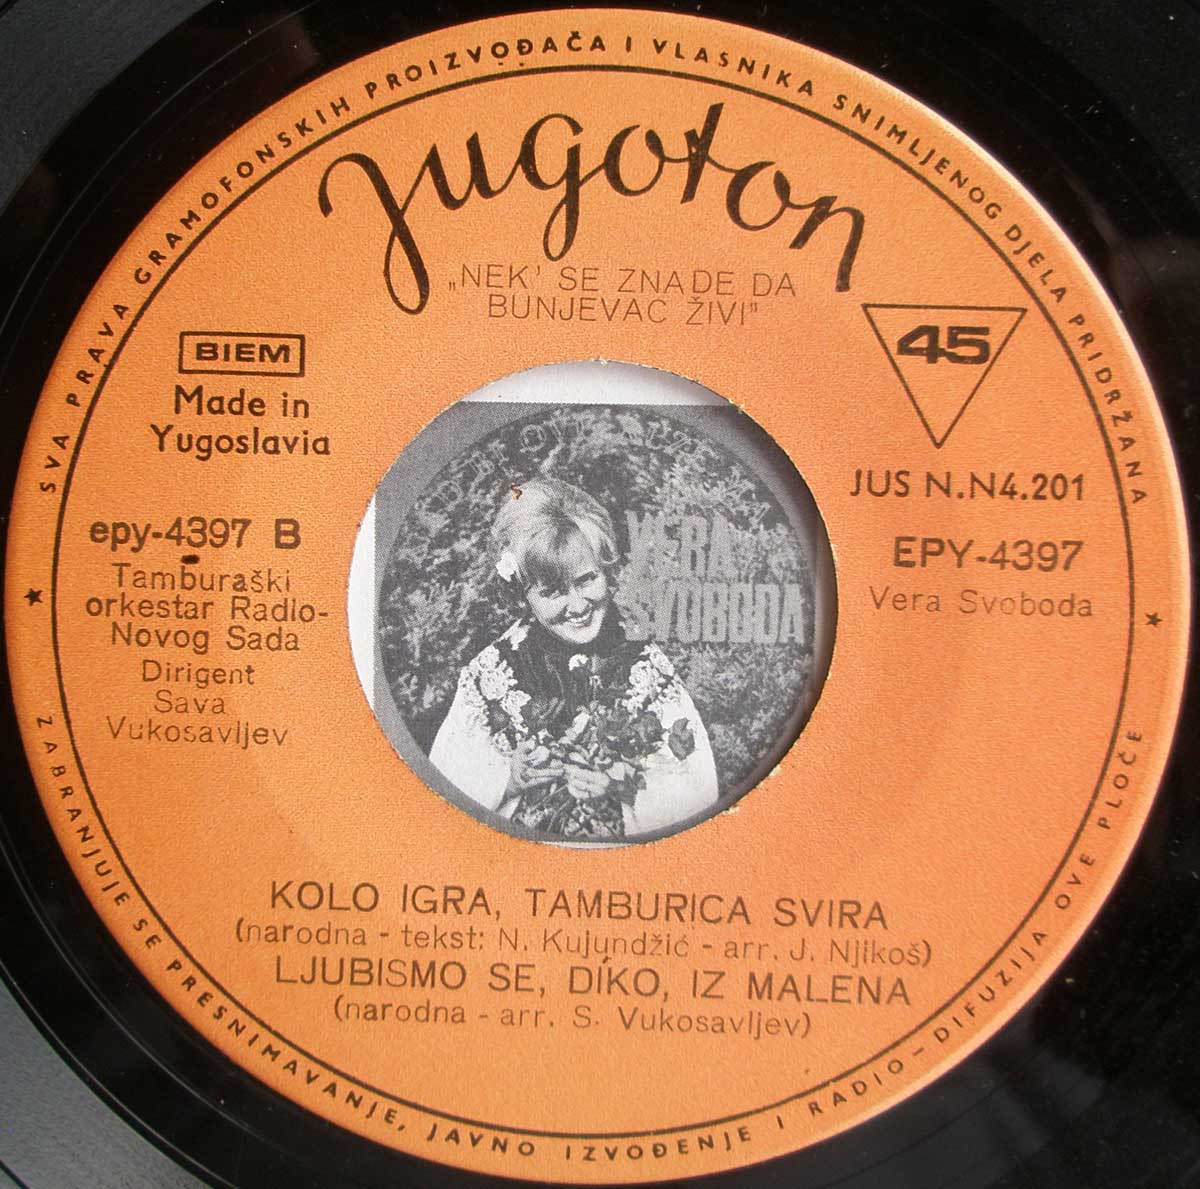 SVA PRAVA GRAMOFONSKIH PROIZVOĐAČA I VLASNIKA SNIMLJENOG DJELA PRIDRŽANA
Jugoton
„NEK' SE ZNADE DA
BUNJEVAC ŽIVI"
BIEM
Made in
Yugoslavia
45
JUS N.N4.201
epy-4397 B
Tamburaški
orkestar Radio-
Novog Sada
Dirigent
Sava
Vukosavljev
EPY-4397
Vera Svoboda
VERA
SVOBODA
KOLO IGRA, TAMBURICA SVIRA
(narodna - tekst: N. Kujundžić - arr. J. Njikoš)
LJUBISMO SE, DIKO, IZ MALENA
(narodna - arr. S. Vukosavljev)
ZABRANJUJE SE PRESNIMAVANJE, JAVNO IZVOĐENJE I RADIO-DIFUZIJA OVE PLOČE